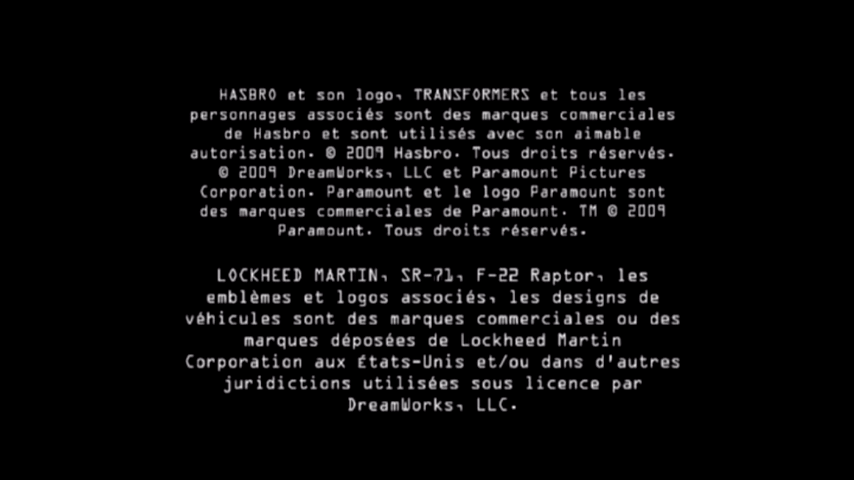 HASBRO et son logo, TRANSFORMERS et tous les
personnages associés sont des marques commerciales
de Hasbro et sont utilisés avec son aimable
autorisation. © 2009 Hasbro. Tous droits réservés.
© 2009 DreamWorks, LLC et Paramount Pictures
Corporation. Paramount et le logo Paramount sont
des marques commerciales de Paramount. TM © 2009
Paramount. Tous droits réservés.
LOCKHEED MARTIN, SR-71, F-22 Raptor, les
emblèmes et logos associés, les designs de
véhicules sont des marques commerciales ou des
marques déposées de Lockheed Martin
Corporation aux États-Unis et/ou dans d'autres
juridictions utilisées sous licence par
DreamWorks, LLC.